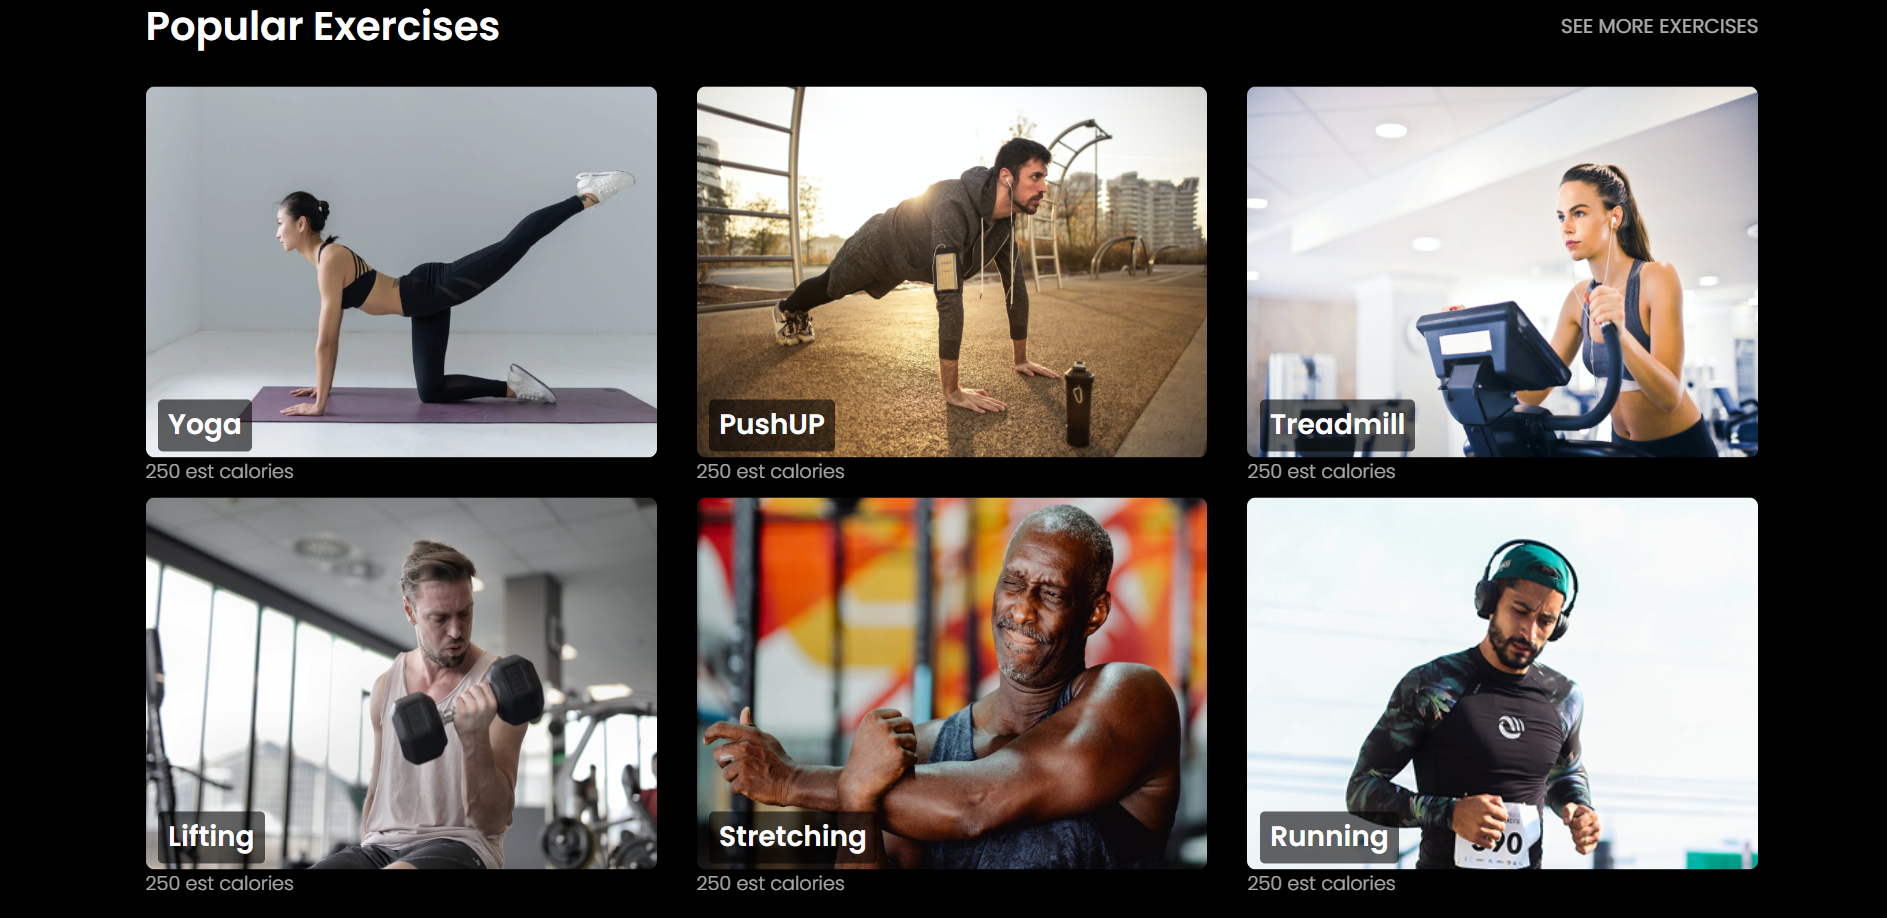 Popular Exercises
SEE MORE EXERCISES
Yoga
250 est calories
PushUP
250 est calories
Treadmill
250 est calories
Lifting
250 est calories
Stretching
250 est calories
Running
250 est calories